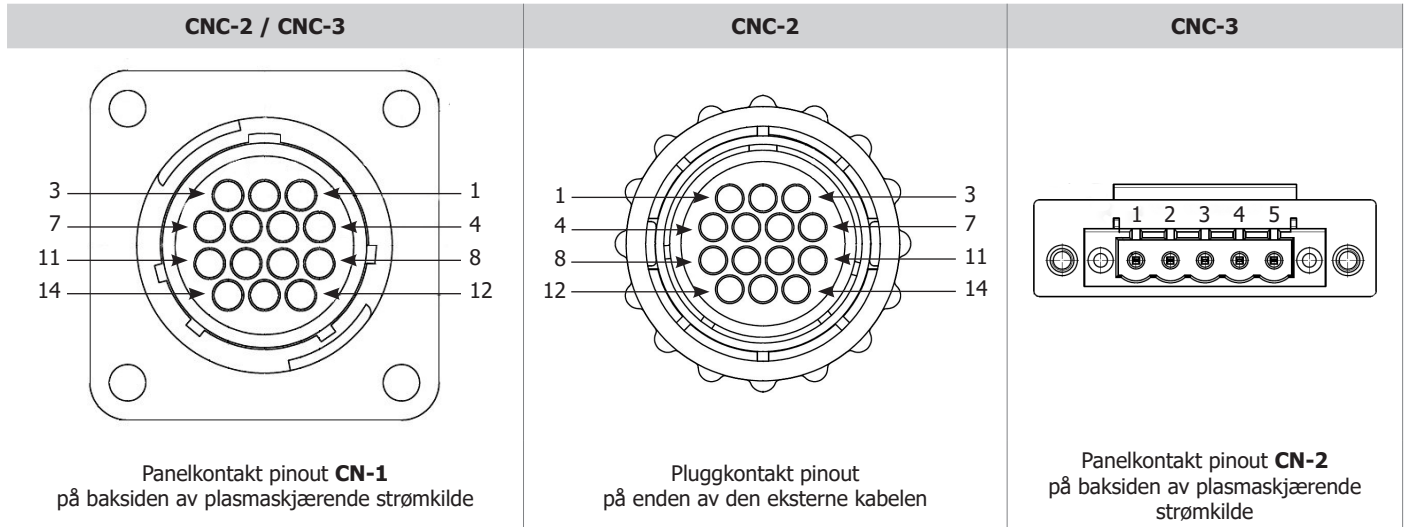 CNC-2 / CNC-3
CNC-2
CNC-3
3
1
7
4
11
8
14
12
Panelkontakt pinout CN-1
på baksiden av plasmaskjærende strømkilde
1
3
4
7
8
11
12
14
Pluggkontakt pinout
på enden av den eksterne kabelen
1 2 3 4 5
Panelkontakt pinout CN-2
på baksiden av plasmaskjærende
strømkilde